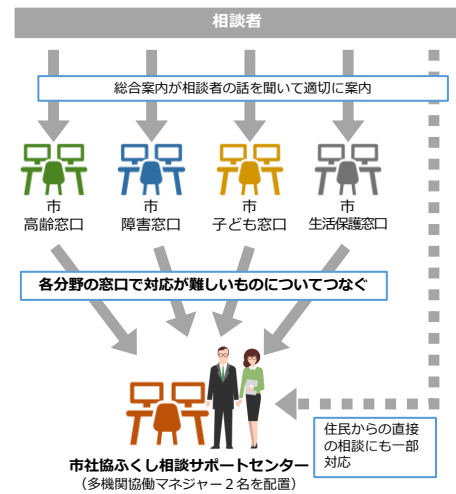 相談者
総合案内が相談者の話を聞いて適切に案内
市
高齢窓口
市
障害窓口
市
子ども窓口
市
生活保護窓口
各分野の窓口で対応が難しいものについてつなぐ
住民からの直接
の相談にも一部
対応
市社協ふくし相談サポートセンター
（多機関協働マネジャー２名を配置）